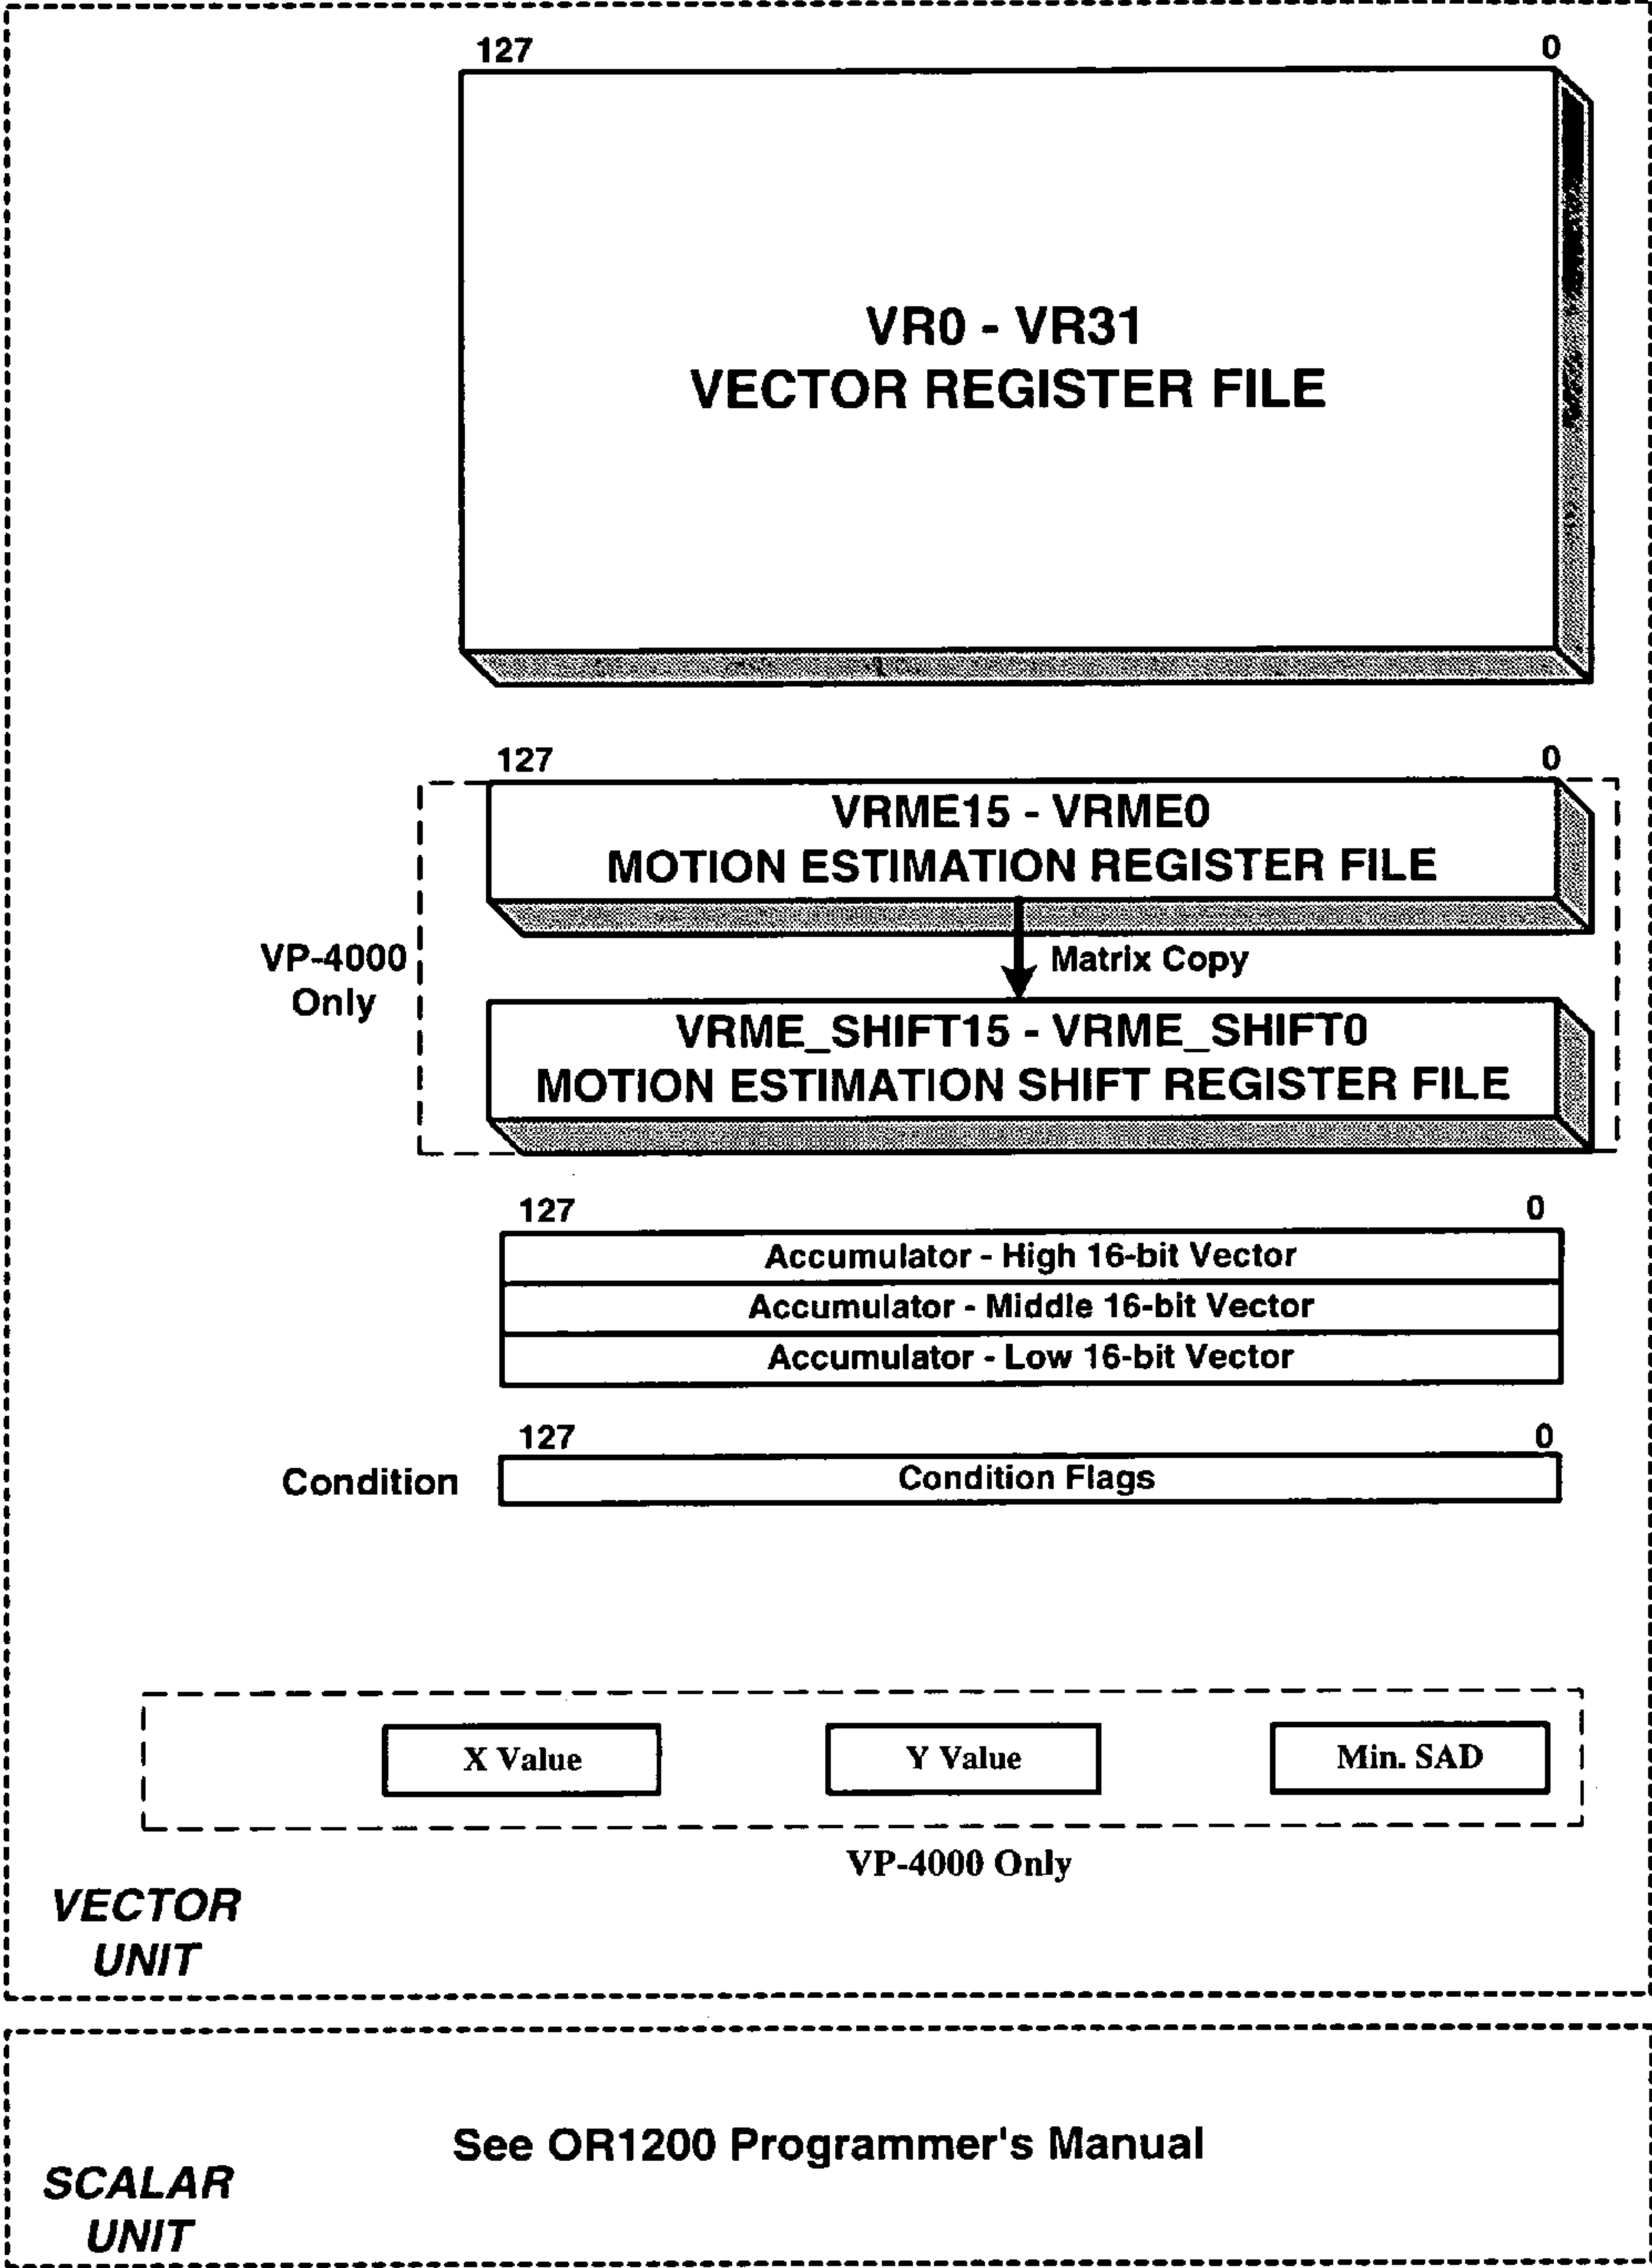 127 0
VR0 - VR31
VECTOR REGISTER FILE
127 0
VRME15 - VRME0
MOTION ESTIMATION REGISTER FILE
VP-4000
Only
Matrix Copy
VRME_SHIFT15 - VRME_SHIFT0
MOTION ESTIMATION SHIFT REGISTER FILE
127 0
Accumulator - High 16-bit Vector
Accumulator - Middle 16-bit Vector
Accumulator - Low 16-bit Vector
127 0
Condition Condition Flags
X Value Y Value Min. SAD
VP-4000 Only
VECTOR
UNIT
See OR1200 Programmer's Manual
SCALAR
UNIT